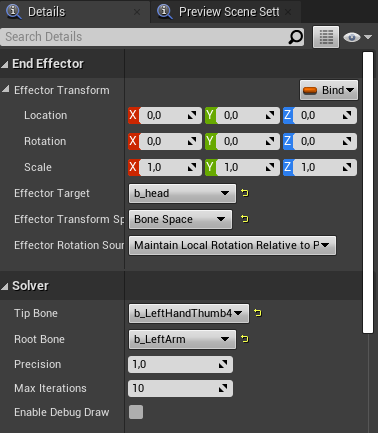 Details
Preview Scene Sett
Search Details
End Effector
Effector Transform
Bind
Location X 0,0 Y 0,0 Z 0,0
Rotation X 0,0 Y 0,0 Z 0,0
Scale X 1,0 Y 1,0 Z 1,0
Effector Target b_head
Effector Transform Sp Bone Space
Effector Rotation Sour Maintain Local Rotation Relative to P
Solver
Tip Bone b_LeftHandThumb4
Root Bone b_LeftArm
Precision 1,0
Max Iterations 10
Enable Debug Draw